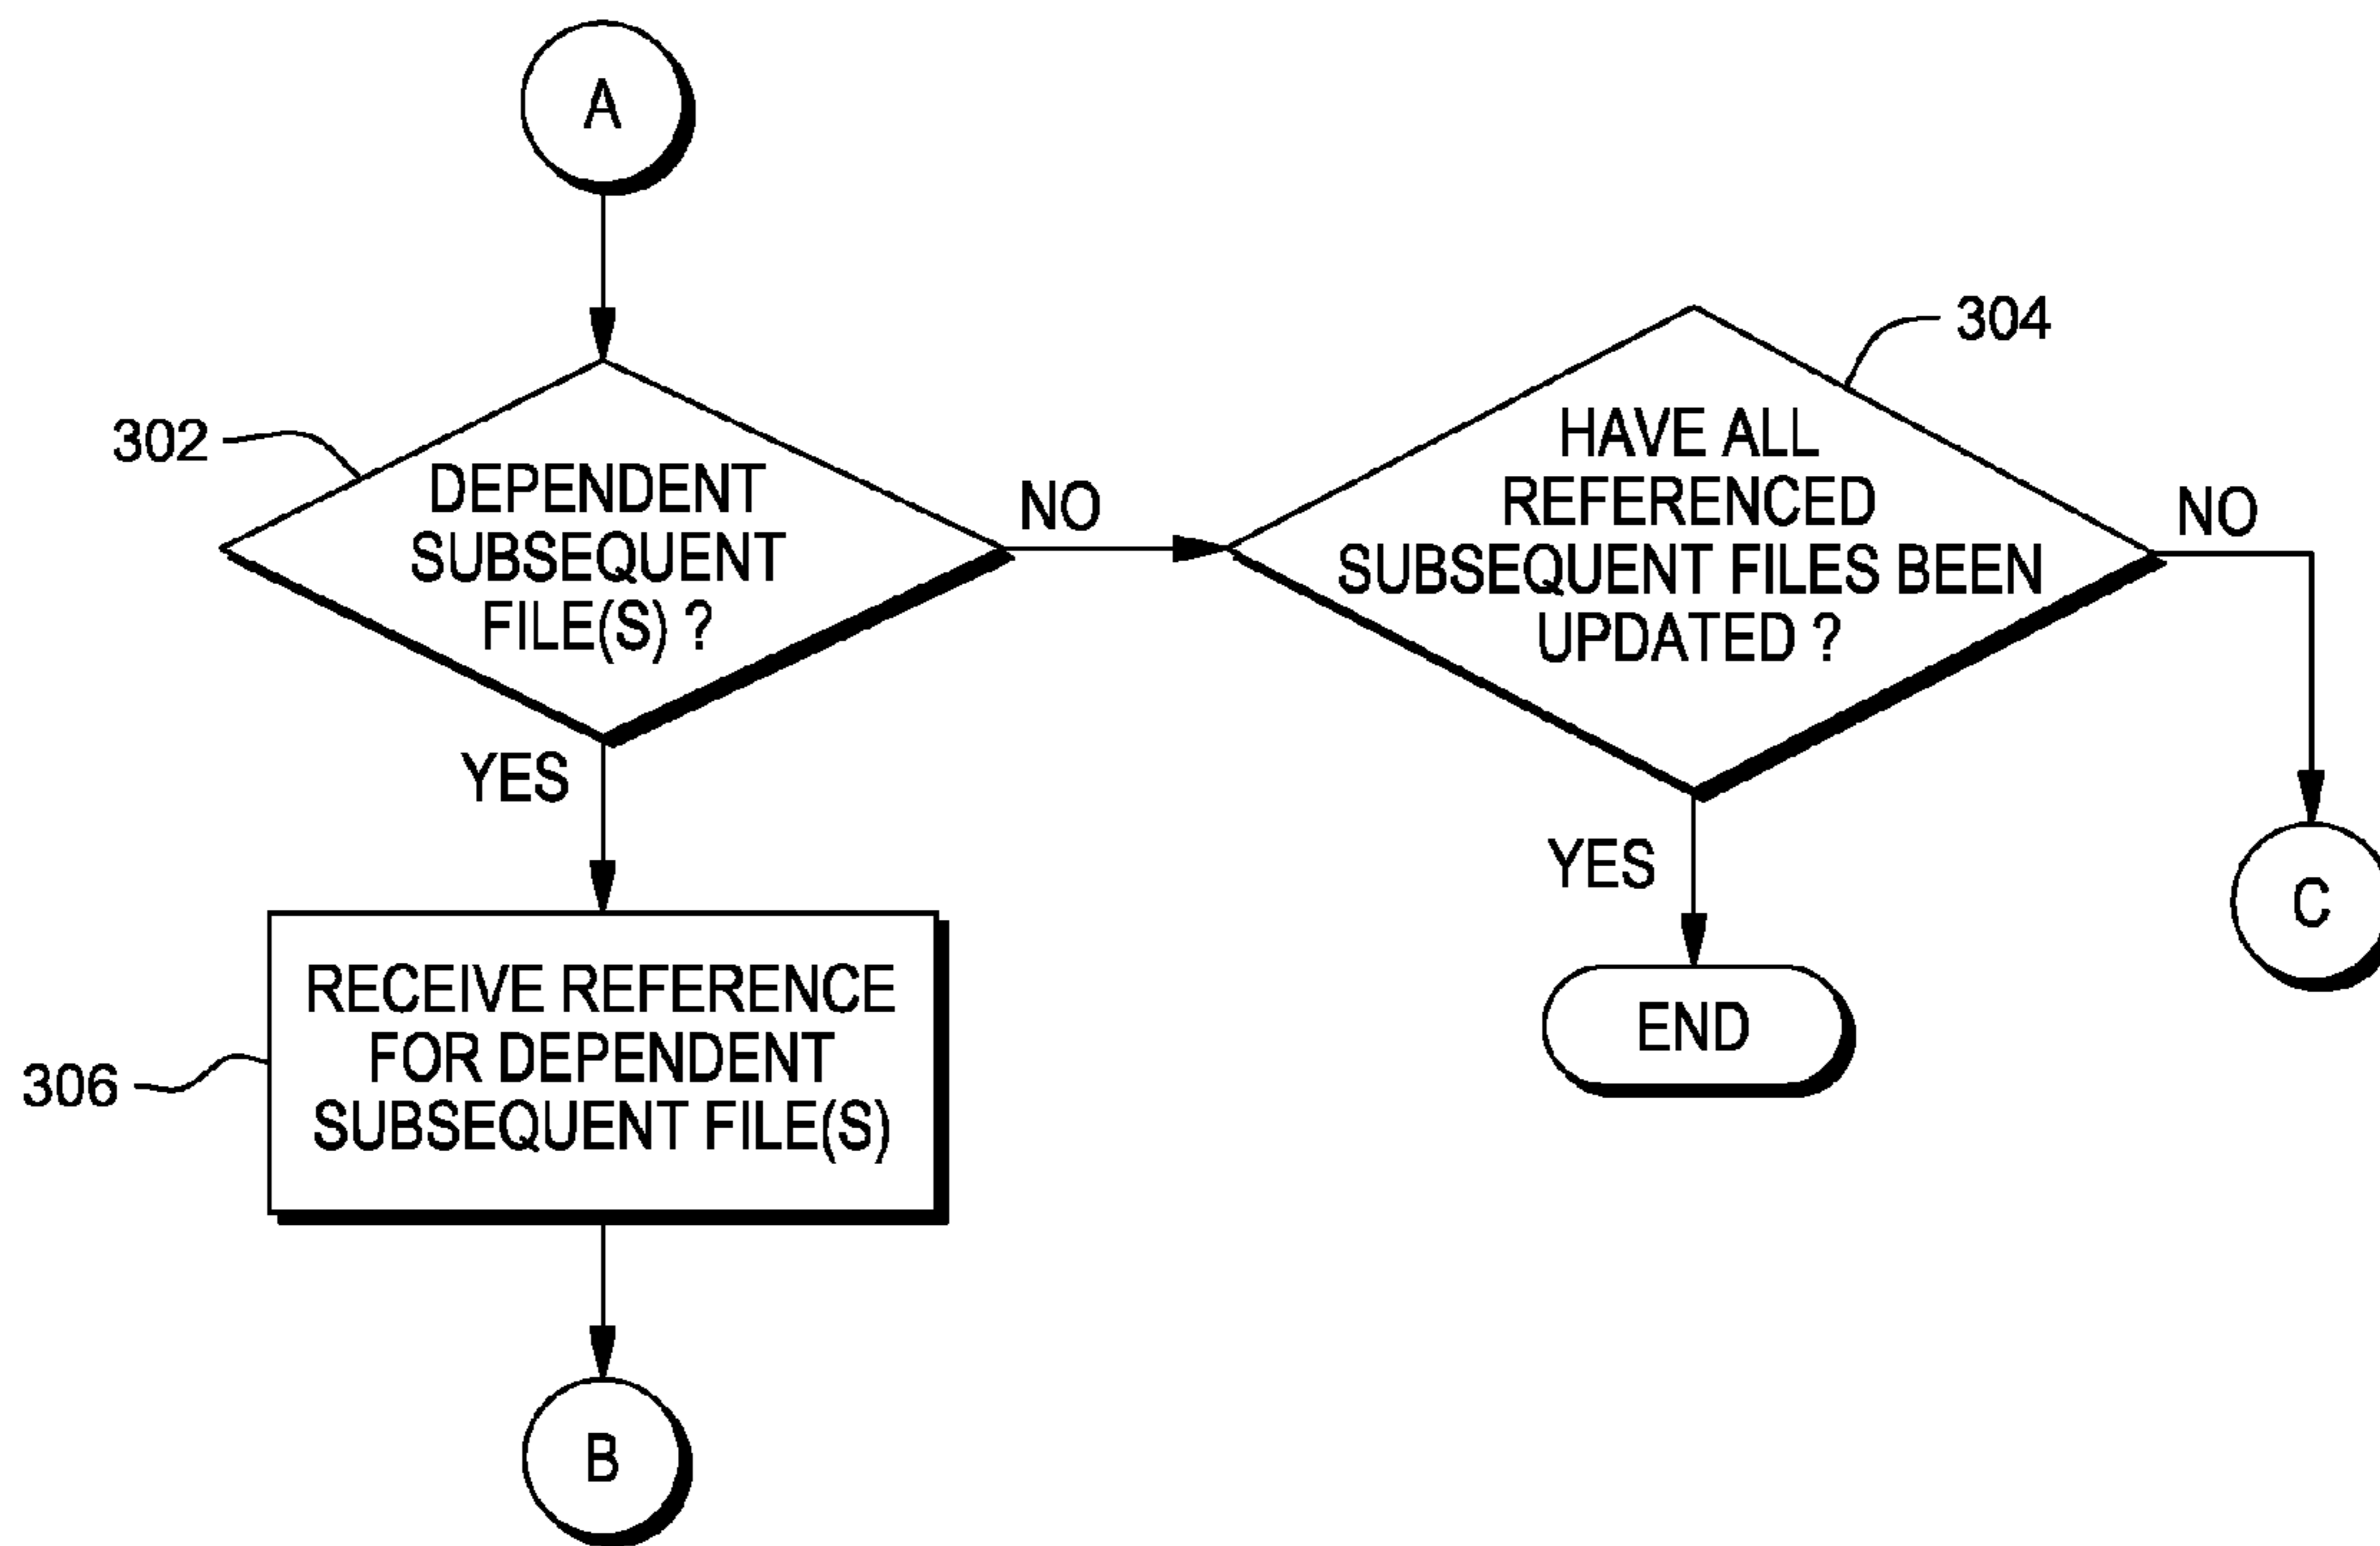 A
302
DEPENDENT
SUBSEQUENT
FILE(S) ?
NO
304
HAVE ALL
REFERENCED
SUBSEQUENT FILES BEEN
UPDATED ?
NO
YES
YES
C
306
RECEIVE REFERENCE
FOR DEPENDENT
SUBSEQUENT FILE(S)
END
B